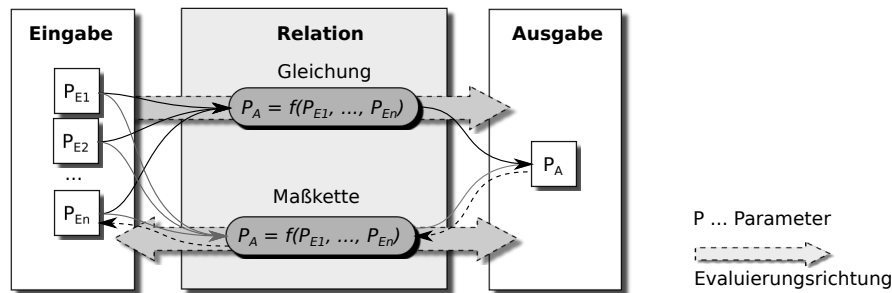 Eingabe
Relation
Ausgabe
Gleichung
P_E1
P_A = f(P_E1, ..., P_En)
P_E2
...
P_A
P_En
Maßkette
P_A = f(P_E1, ..., P_En)
P ... Parameter
Evaluierungsrichtung